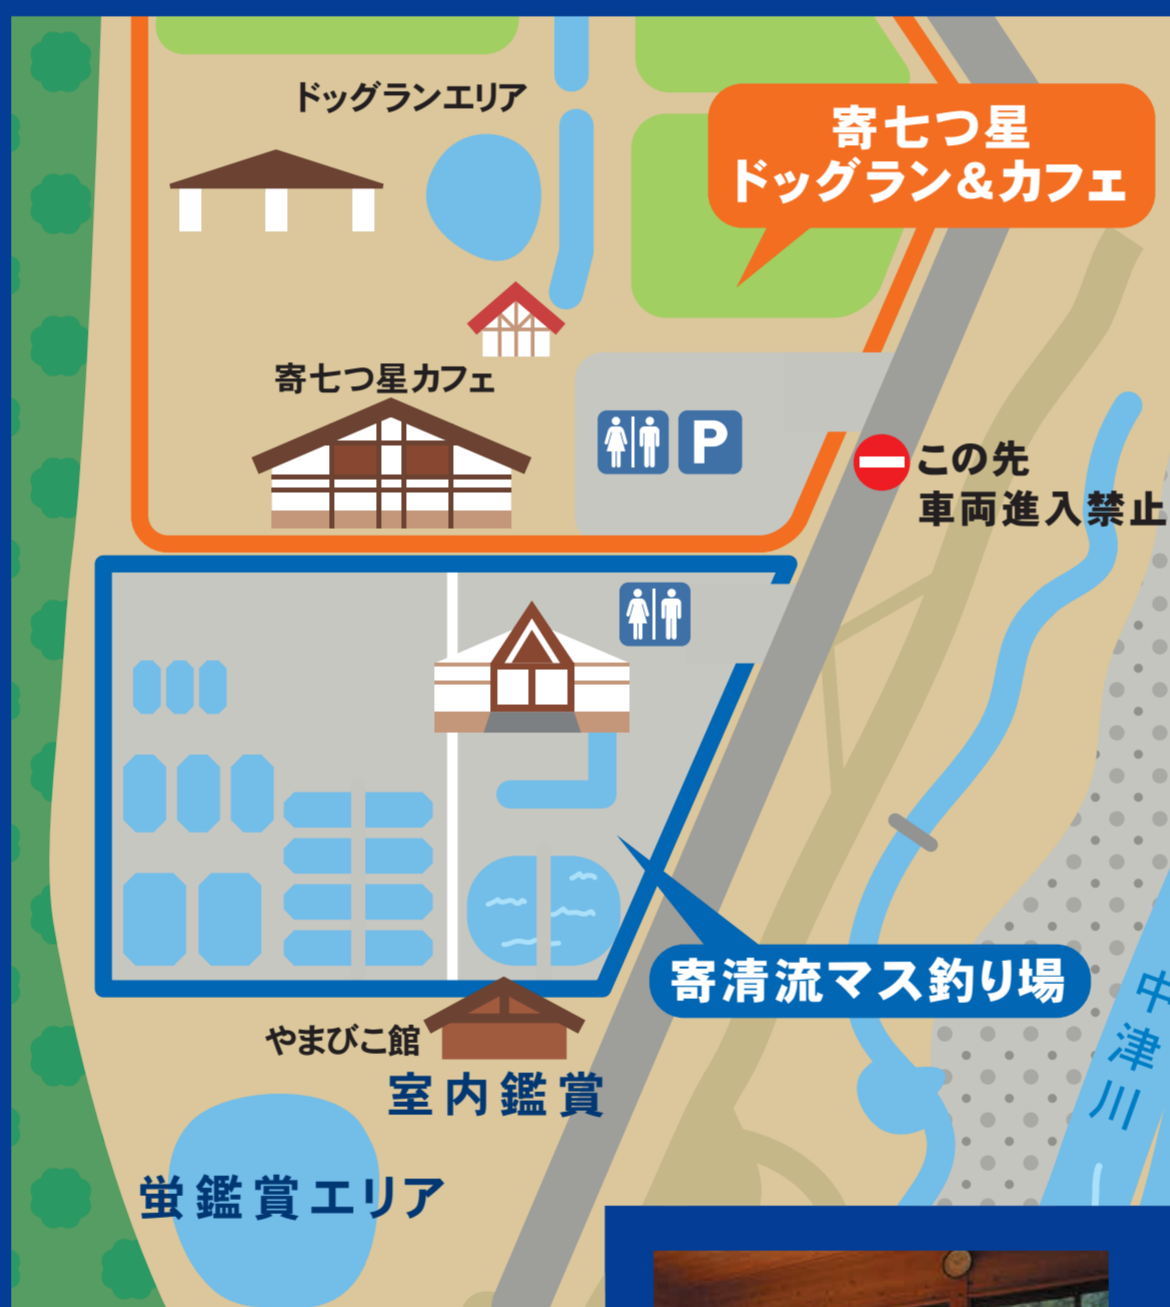 ドッグランエリア
寄七つ星
ドッグラン&カフェ
寄七つ星カフェ
P
この先
車両進入禁止
寄清流マス釣り場
中津川
やまびこ館
室内鑑賞
蛍鑑賞エリア